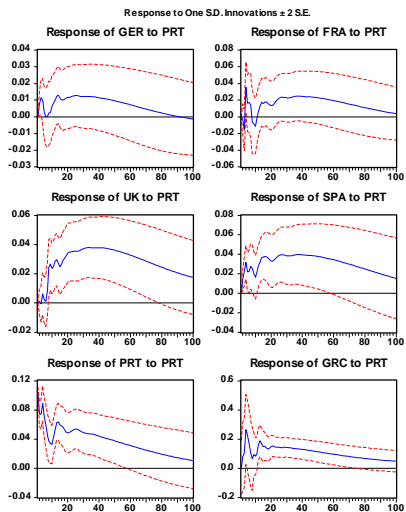 Response to One S.D. Innovations ± 2 S.E.
Response of GER to PRT
0.04
0.03
0.02
0.01
0.00
-0.01
-0.02
-0.03
20 40 60 80 100
Response of FRA to PRT
0.08
0.06
0.04
0.02
0.00
-0.02
-0.04
-0.06
20 40 60 80 100
Response of UK to PRT
0.06
0.04
0.02
0.00
-0.02
20 40 60 80 100
Response of SPA to PRT
0.08
0.06
0.04
0.02
0.00
-0.02
-0.04
20 40 60 80 100
Response of PRT to PRT
0.12
0.08
0.04
0.00
-0.04
20 40 60 80 100
Response of GRC to PRT
0.6
0.4
0.2
0.0
-0.2
20 40 60 80 100